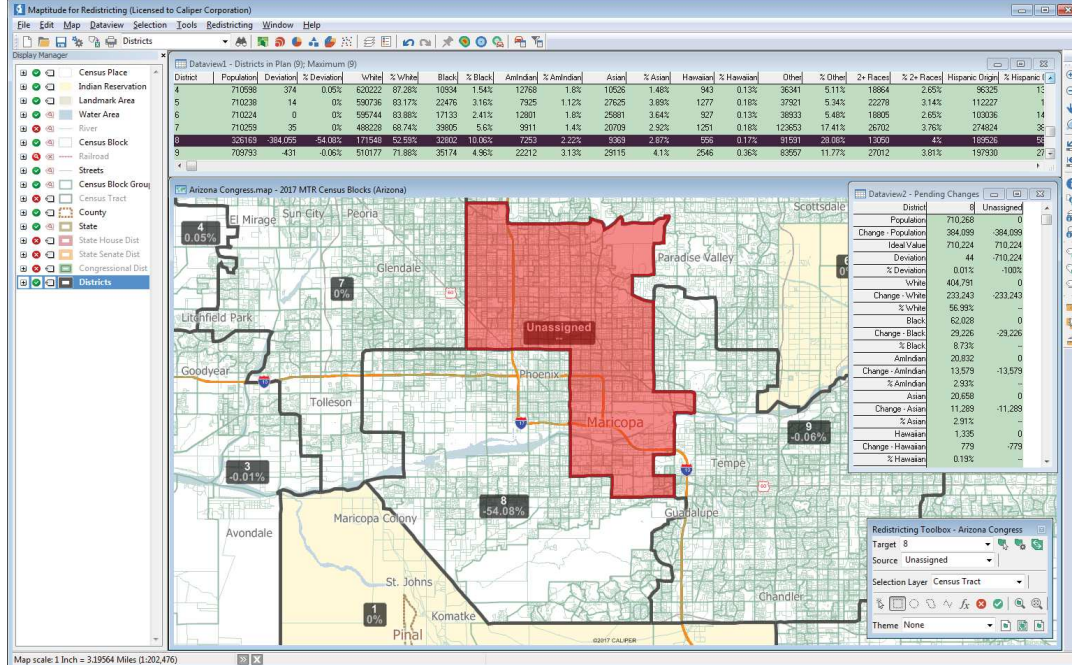 Maptitude for Redistricting (Licensed to Caliper Corporation)
File Edit Map Dataview Selection Tools Redistricting Window Help
Districts
Display Manager
Census Place
Indian Reservation
Landmark Area
Water Area
River
Census Block
Railroad
Streets
Census Block Group
Census Tract
County
State
State House Dist
State Senate Dist
Congressional Dist
Districts
Dataview1 - Districts in Plan (9); Maximum (9)
District Population Deviation % Deviation White % White Black % Black AmIndian % AmIndian Asian % Asian Hawaiian % Hawaiian Other % Other 2+ Races % 2+ Races Hispanic Origin % Hispanic
4 710598 374 0.05% 620222 87.28% 10934 1.54% 12768 1.8% 10526 1.48% 943 0.13% 36341 5.11% 18864 2.65% 96325 13
5 710238 14 0% 590736 83.17% 22476 3.16% 7925 1.12% 27625 3.89% 1277 0.18% 37921 5.34% 22278 3.14% 112227 1
6 710224 0 0% 595744 83.88% 17133 2.41% 12801 1.8% 25881 3.64% 927 0.13% 38933 5.48% 18805 2.65% 103036 14
7 710259 35 0% 488228 68.74% 39805 5.6% 9911 1.4% 20709 2.92% 1251 0.18% 123653 17.41% 26702 3.76% 274824 38
8 326169 -384,055 -54.08% 171548 52.59% 32802 10.06% 7253 2.22% 9369 2.87% 556 0.17% 91591 28.08% 13050 4% 189526 58
9 709793 -431 -0.06% 510177 71.88% 35174 4.96% 22212 3.13% 29115 4.1% 2546 0.36% 83557 11.77% 27012 3.81% 197930 27
Arizona Congress.map - 2017 MTR Census Blocks (Arizona)
El Mirage
Sun City
Peoria
Scottsdale
4
0.05%
Glendale
Paradise Valley
7
0%
Litchfield Park
Unassigned
--
Goodyear
Phoenix
10
Tolleson
17
Maricopa
9
-0.06%
Tempe
3
-0.01%
10
60
8
-54.08%
Maricopa Colony
Guadalupe
Avondale
St. Johns
Chandler
1
0%
Komatke
Pinal
©2017 CALIPER
Dataview2 - Pending Changes
District 8 Unassigned
Population 710,268 0
Change - Population 384,099 -384,099
Ideal Value 710,224 710,224
Deviation 44 -710,224
% Deviation 0.01% -100%
White 404,791 0
Change - White 233,243 -233,243
% White 56.99% --
Black 62,028 0
Change - Black 29,226 -29,226
% Black 8.73% --
AmIndian 20,832 0
Change - AmIndian 13,579 -13,579
% AmIndian 2.93% --
Asian 20,658 0
Change - Asian 11,289 -11,289
% Asian 2.91% --
Hawaiian 1,335 0
Change - Hawaiian 779 -779
% Hawaiian 0.19% --
Redistricting Toolbox - Arizona Congress
Target 8
Source Unassigned
Selection Layer Census Tract
Theme None
Map scale: 1 Inch = 3.19564 Miles (1:202,476)